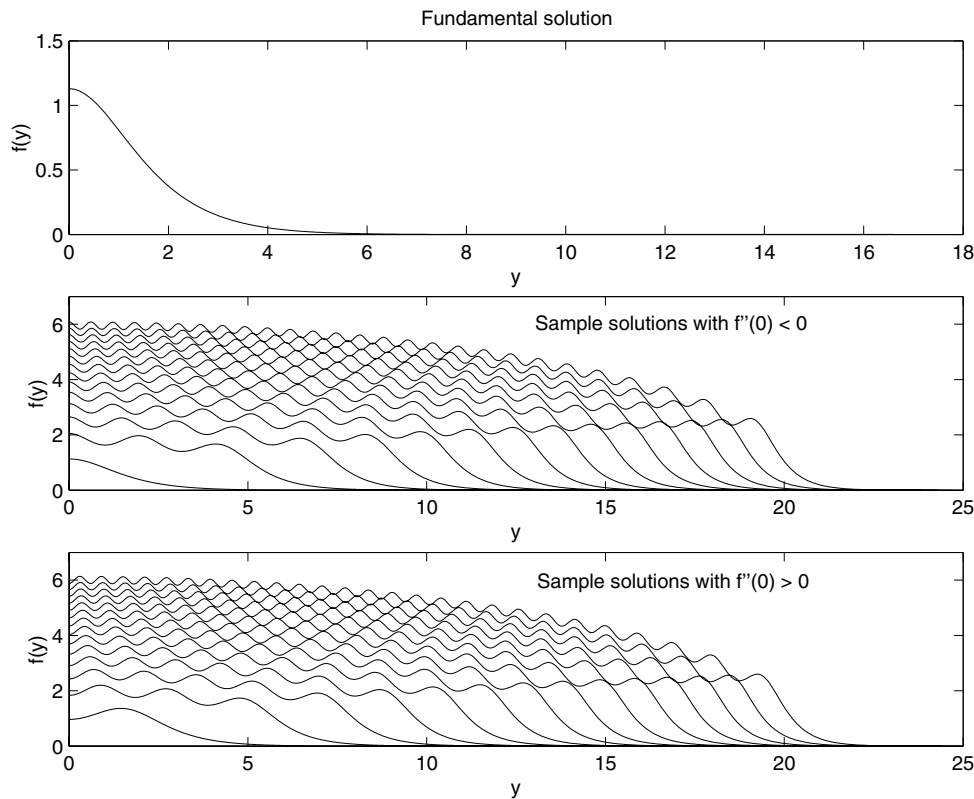 Fundamental solution
1.5
1
0.5
0
f(y)
0 2 4 6 8 10 12 14 16 18
y
Sample solutions with f''(0) < 0
6
4
2
0
f(y)
0 5 10 15 20 25
y
Sample solutions with f''(0) > 0
6
4
2
0
f(y)
0 5 10 15 20 25
y